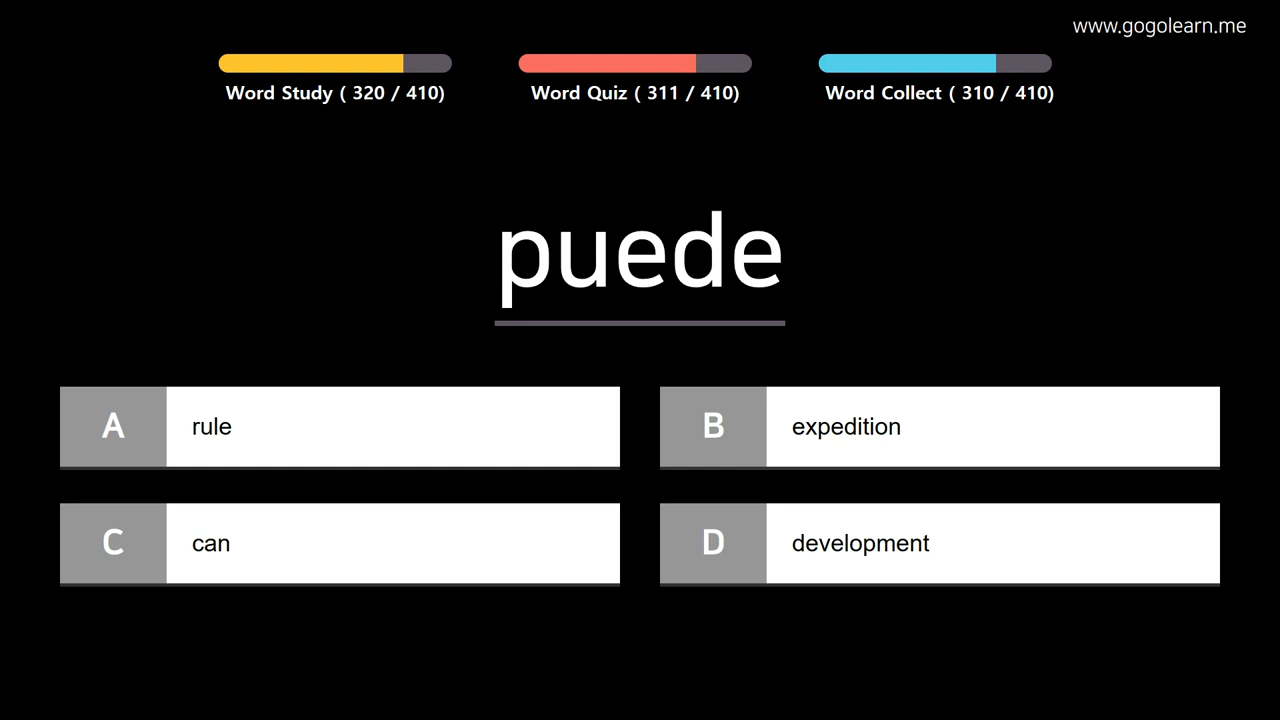 www.gogolearn.me
Word Study ( 320 / 410)
Word Quiz ( 311 / 410)
Word Collect ( 310 / 410)
puede
A rule
B expedition
C can
D development